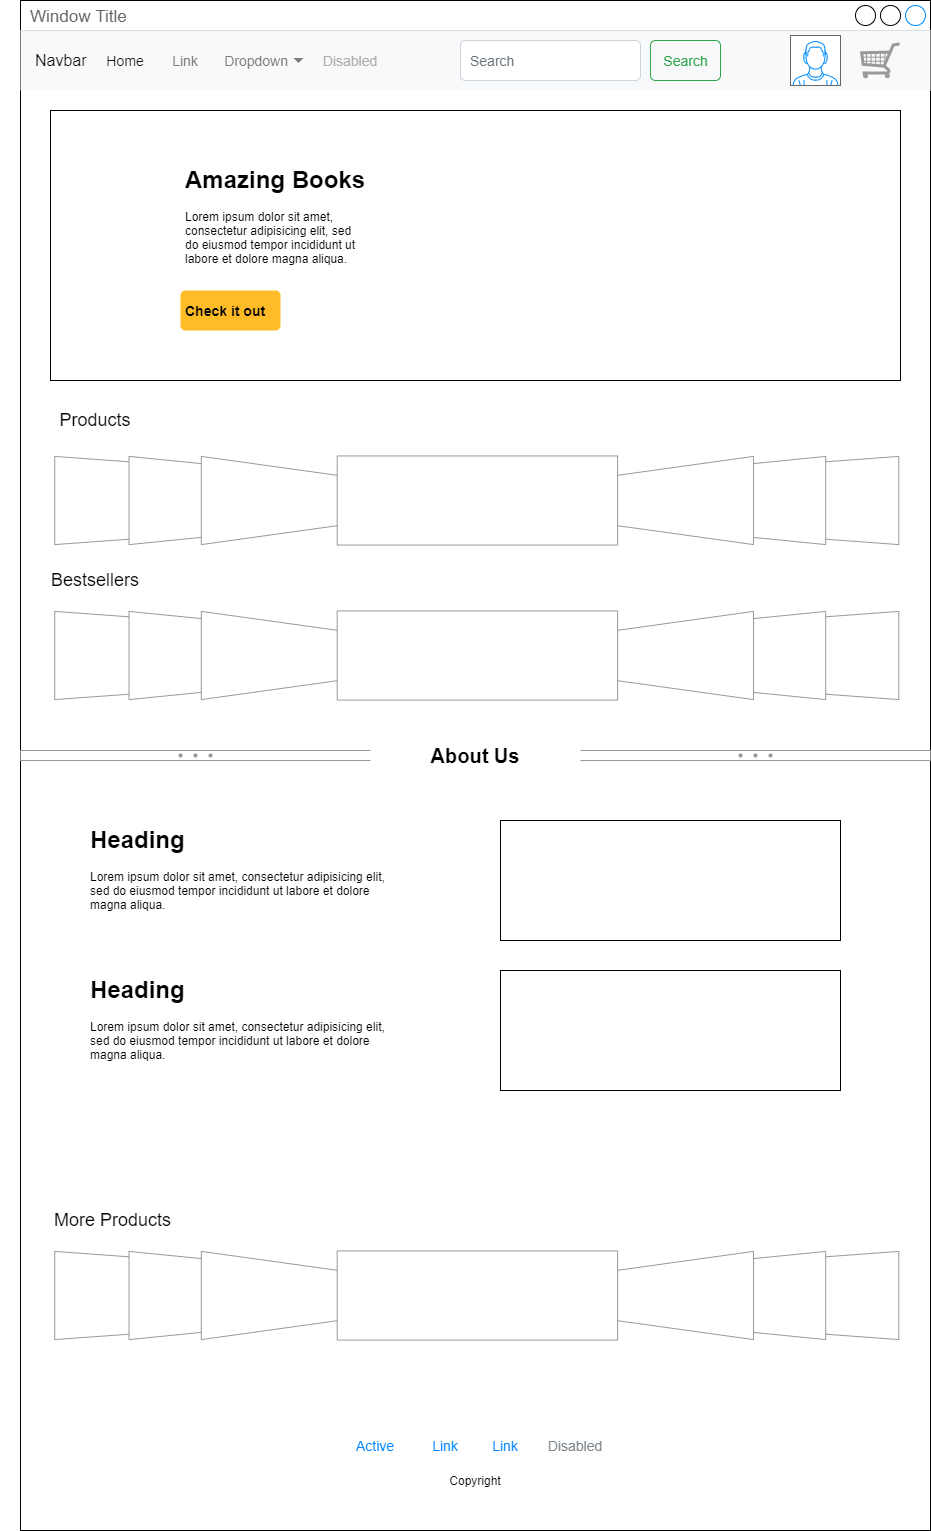 Window Title
Navbar Home Link Dropdown Disabled Search Search
Amazing Books
Lorem ipsum dolor sit amet,
consectetur adipisicing elit, sed
do eiusmod tempor incididunt ut
labore et dolore magna aliqua.
Check it out
Products
Bestsellers
About Us
Heading
Lorem ipsum dolor sit amet, consectetur adipisicing elit,
sed do eiusmod tempor incididunt ut labore et dolore
magna aliqua.
Heading
Lorem ipsum dolor sit amet, consectetur adipisicing elit,
sed do eiusmod tempor incididunt ut labore et dolore
magna aliqua.
More Products
Active Link Link Disabled
Copyright